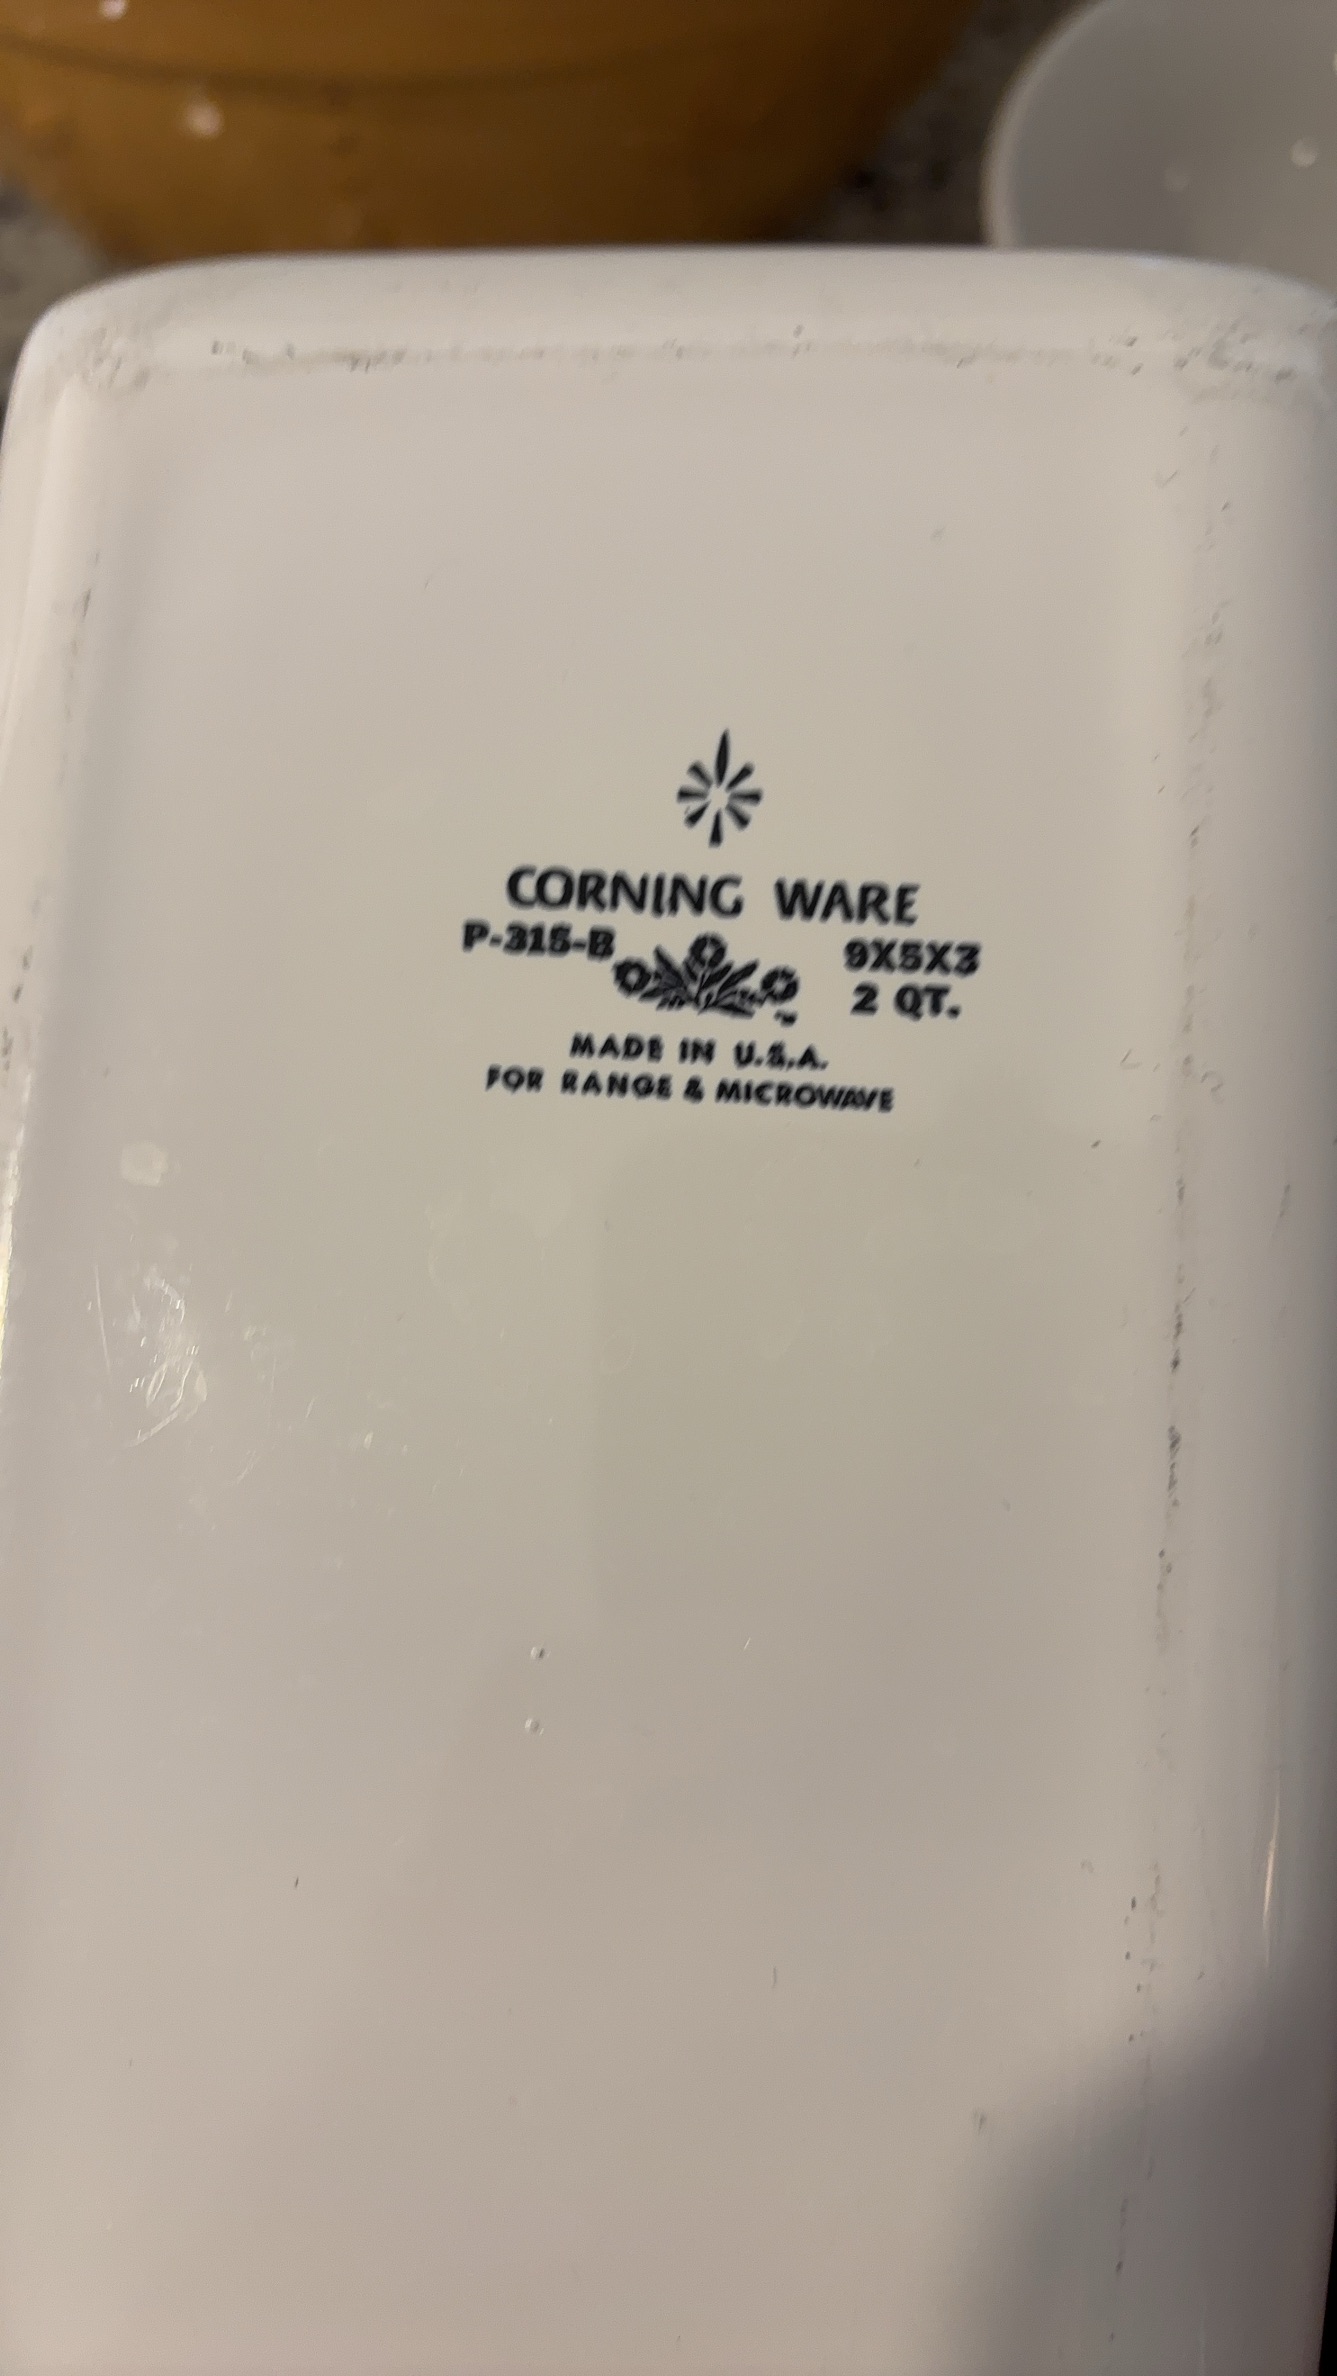 CORNING WARE
P-315-B 9X5X3
2 QT.
MADE IN U.S.A.
FOR RANGE & MICROWAVE